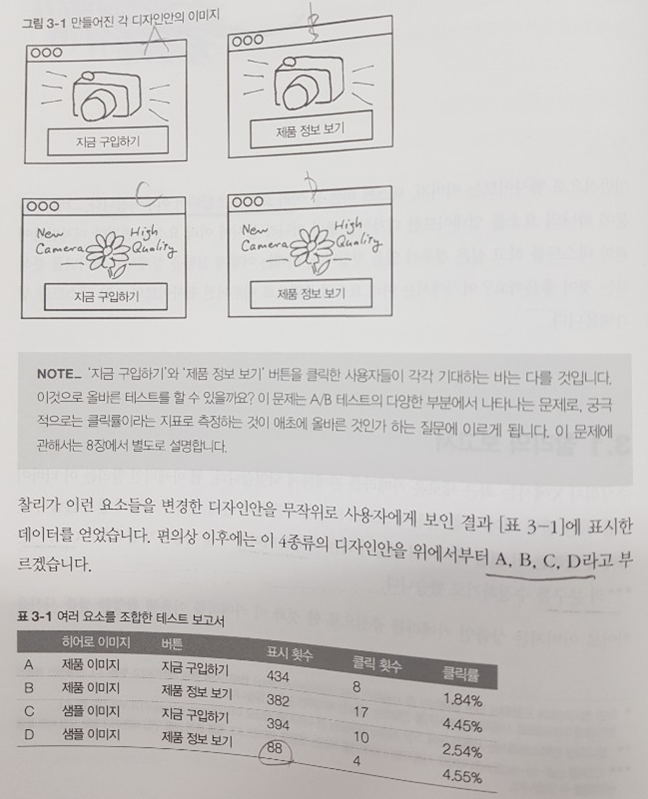 그림 3-1 만들어진 각 디자인안의 이미지
A
B
지금 구입하기
제품 정보 보기
C
D
New Camera
High Quality
지금 구입하기
New Camera
High Quality
제품 정보 보기
NOTE_ '지금 구입하기'와 '제품 정보 보기' 버튼을 클릭한 사용자들이 각각 기대하는 바는 다를 것입니다.
이것으로 올바른 테스트를 할 수 있을까요? 이 문제는 A/B 테스트의 다양한 부분에서 나타나는 문제로, 궁극
적으로는 클릭률이라는 지표로 측정하는 것이 애초에 올바른 것인가 하는 질문에 이르게 됩니다. 이 문제에
관해서는 8장에서 별도로 설명합니다.
찰리가 이런 요소들을 변경한 디자인안을 무작위로 사용자에게 보인 결과 [표 3-1]에 표시한
데이터를 얻었습니다. 편의상 이후에는 이 4종류의 디자인안을 위에서부터 A, B, C, D라고 부
르겠습니다.
표 3-1 여러 요소를 조합한 테스트 보고서
히어로 이미지 버튼 표시 횟수 클릭 횟수 클릭률
A 제품 이미지 지금 구입하기 434 8 1.84%
B 제품 이미지 제품 정보 보기 382 17 4.45%
C 샘플 이미지 지금 구입하기 394 10 2.54%
D 샘플 이미지 제품 정보 보기 88 4 4.55%